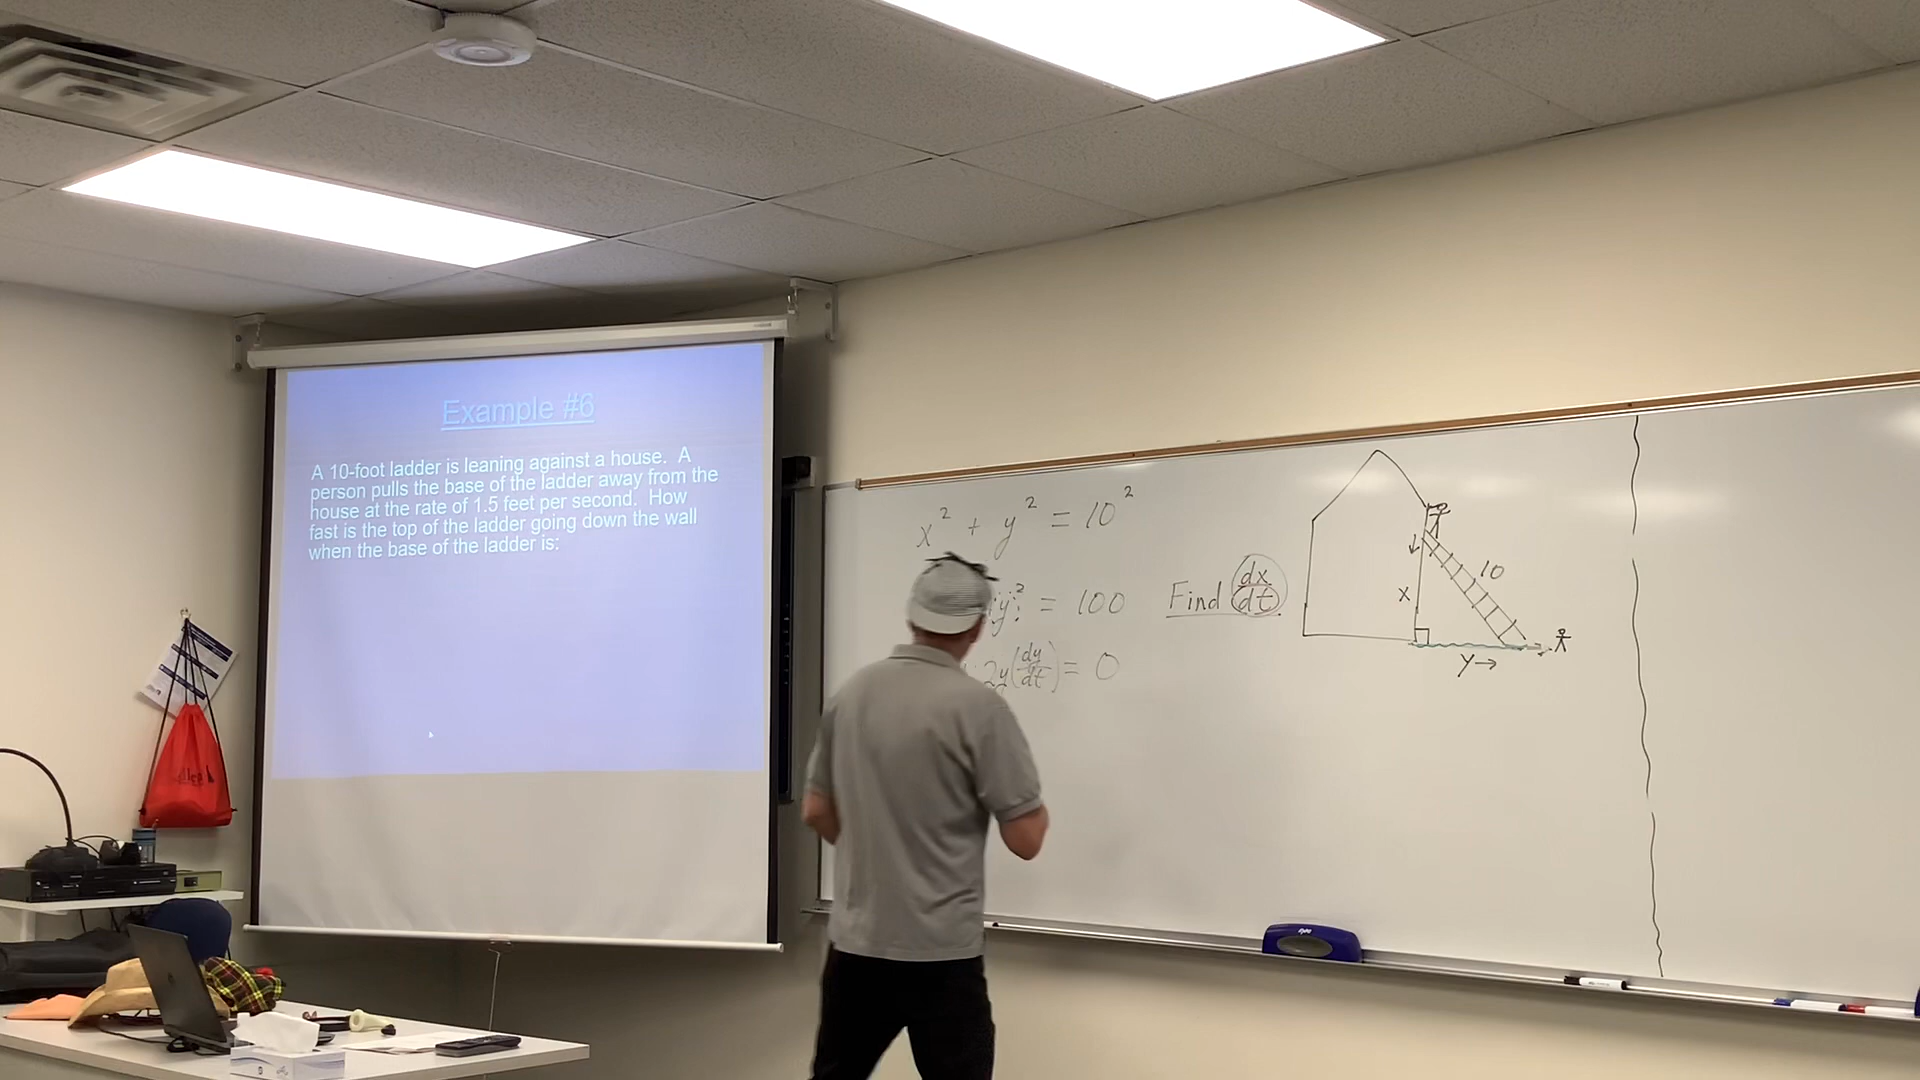 Example #6
A 10-foot ladder is leaning against a house. A
person pulls the base of the ladder away from the
house at the rate of 1.5 feet per second. How
fast is the top of the ladder going down the wall
when the base of the ladder is:
x² + y² = 10²
y² = 100
2y(dy/dt) = 0
Find dx/dt
10
x
y→
expo